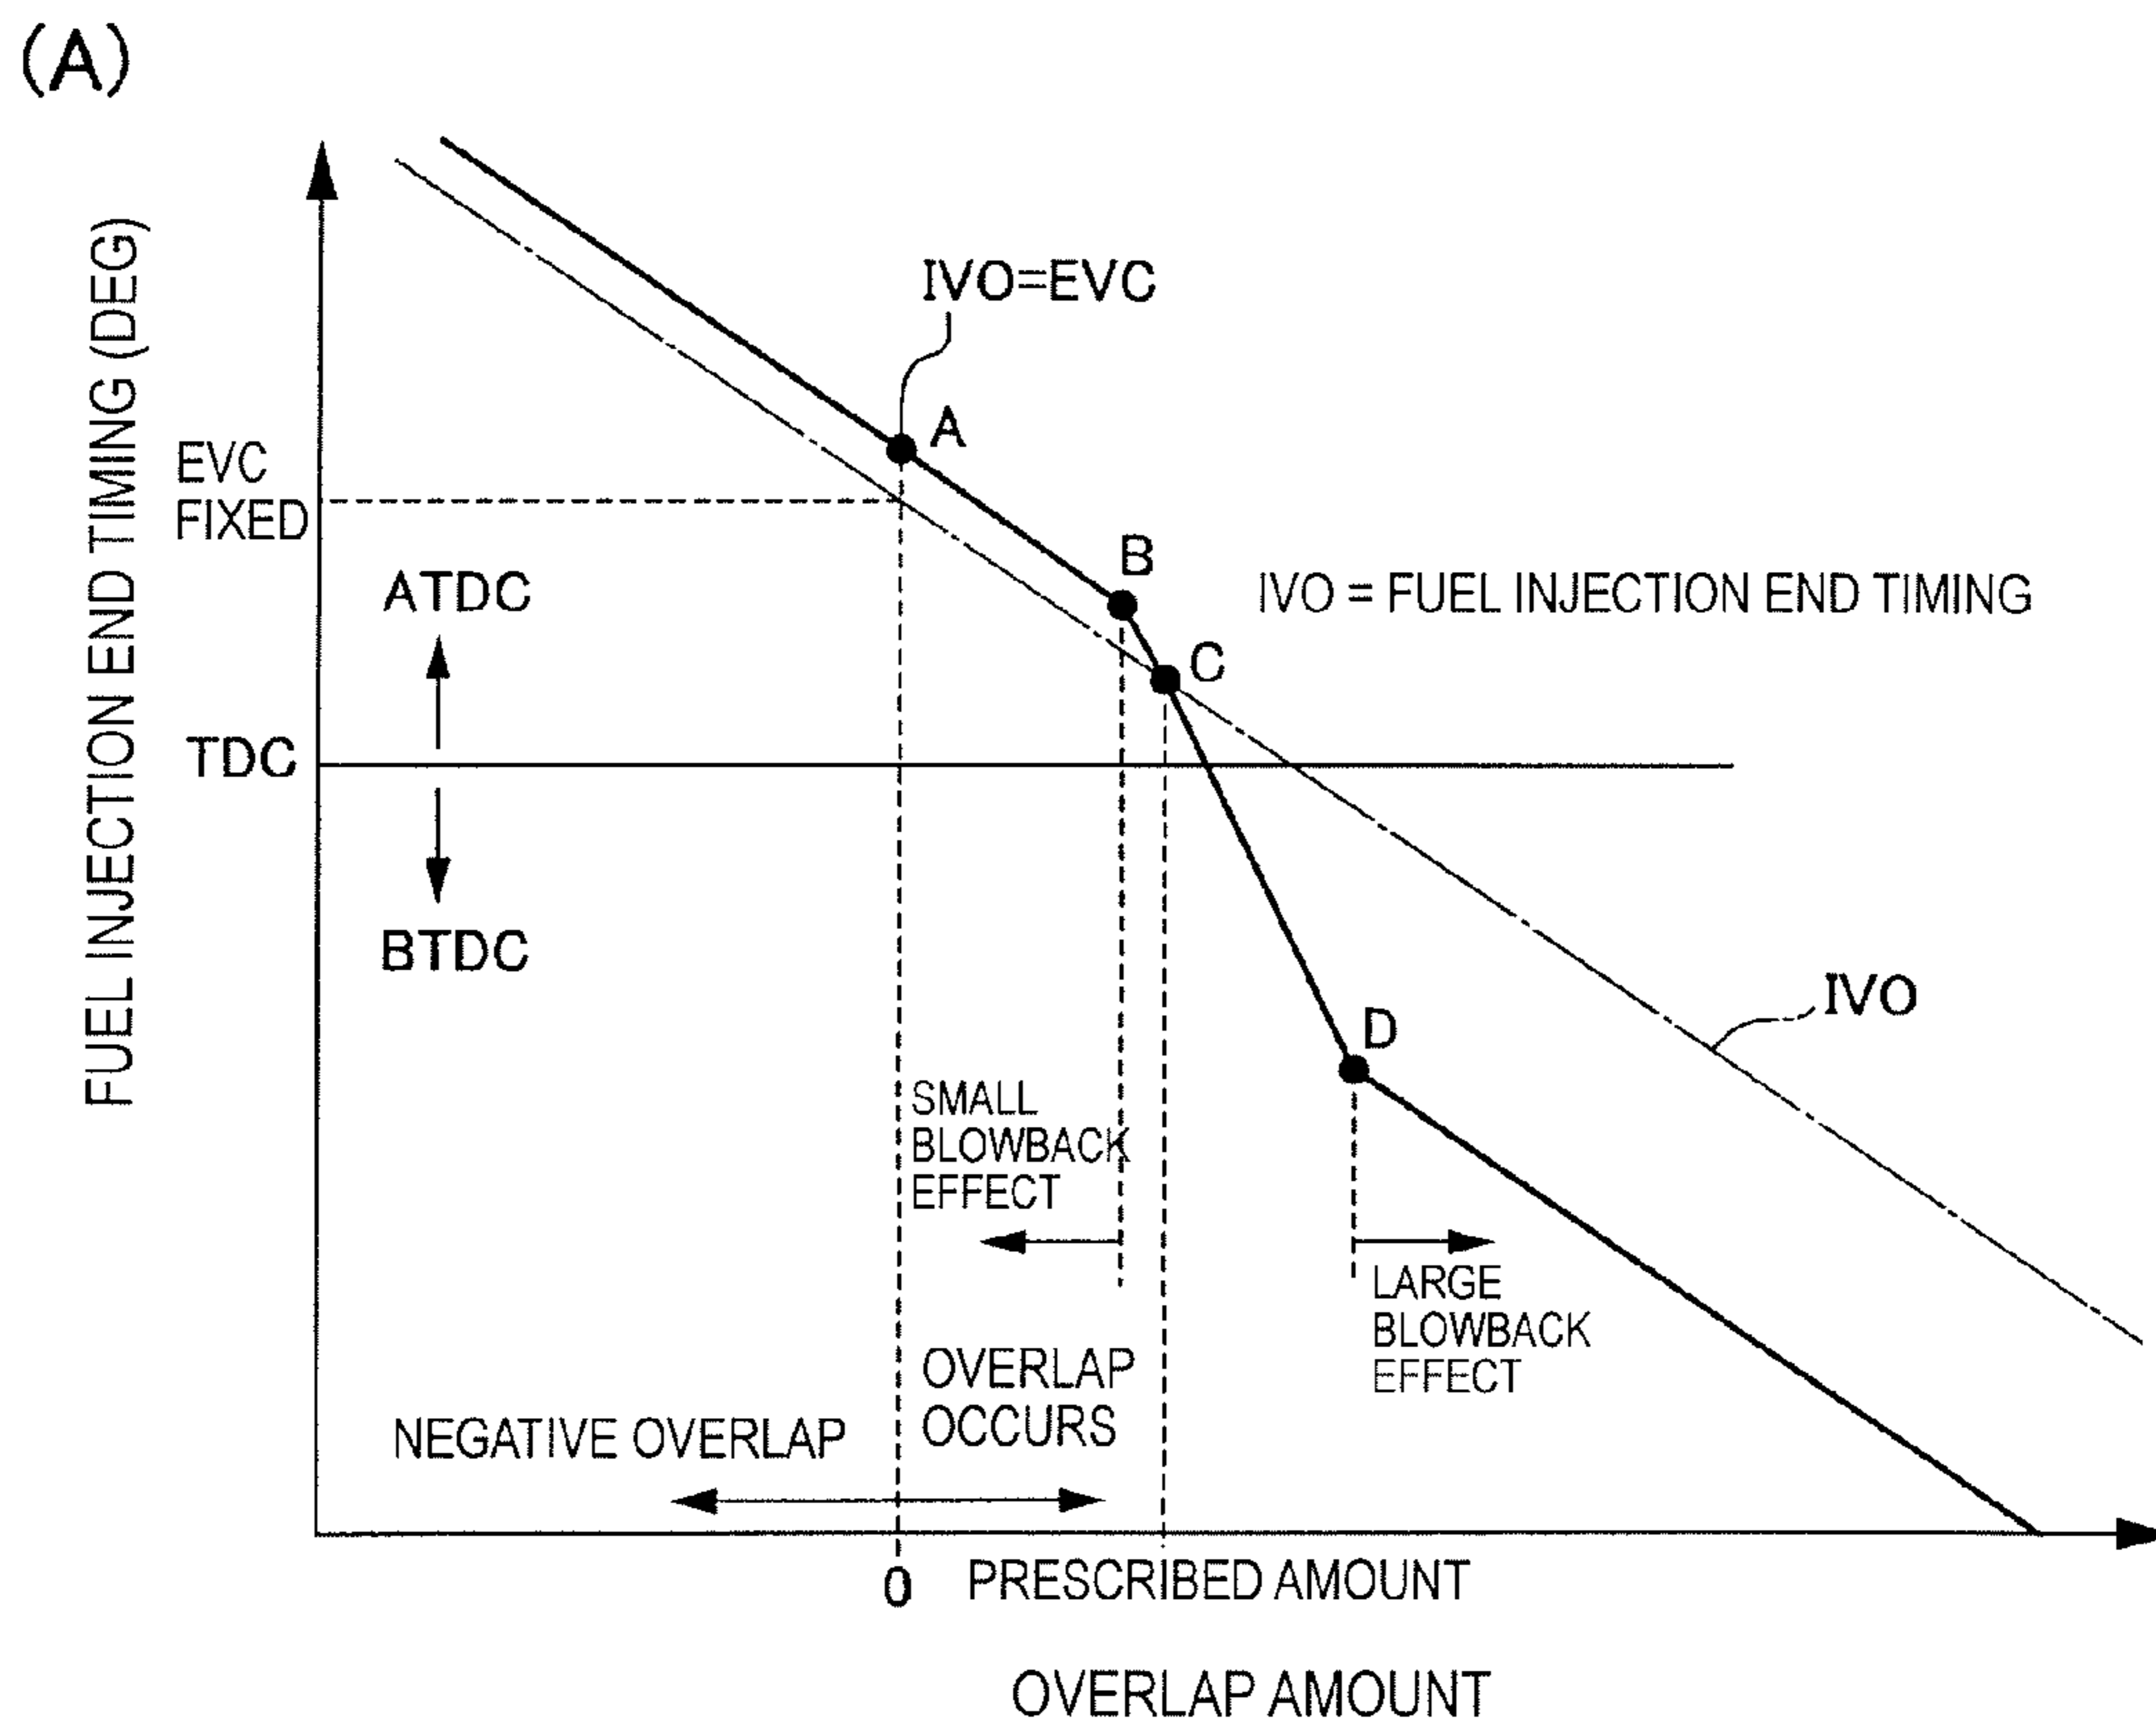 (A)
FUEL INJECTION END TIMING (DEG)
IVO=EVC
A
EVC
FIXED
B
ATDC
IVO = FUEL INJECTION END TIMING
C
TDC
BTDC
IVO
D
SMALL
BLOWBACK
EFFECT
LARGE
BLOWBACK
EFFECT
OVERLAP
OCCURS
NEGATIVE OVERLAP
0
PRESCRIBED AMOUNT
OVERLAP AMOUNT